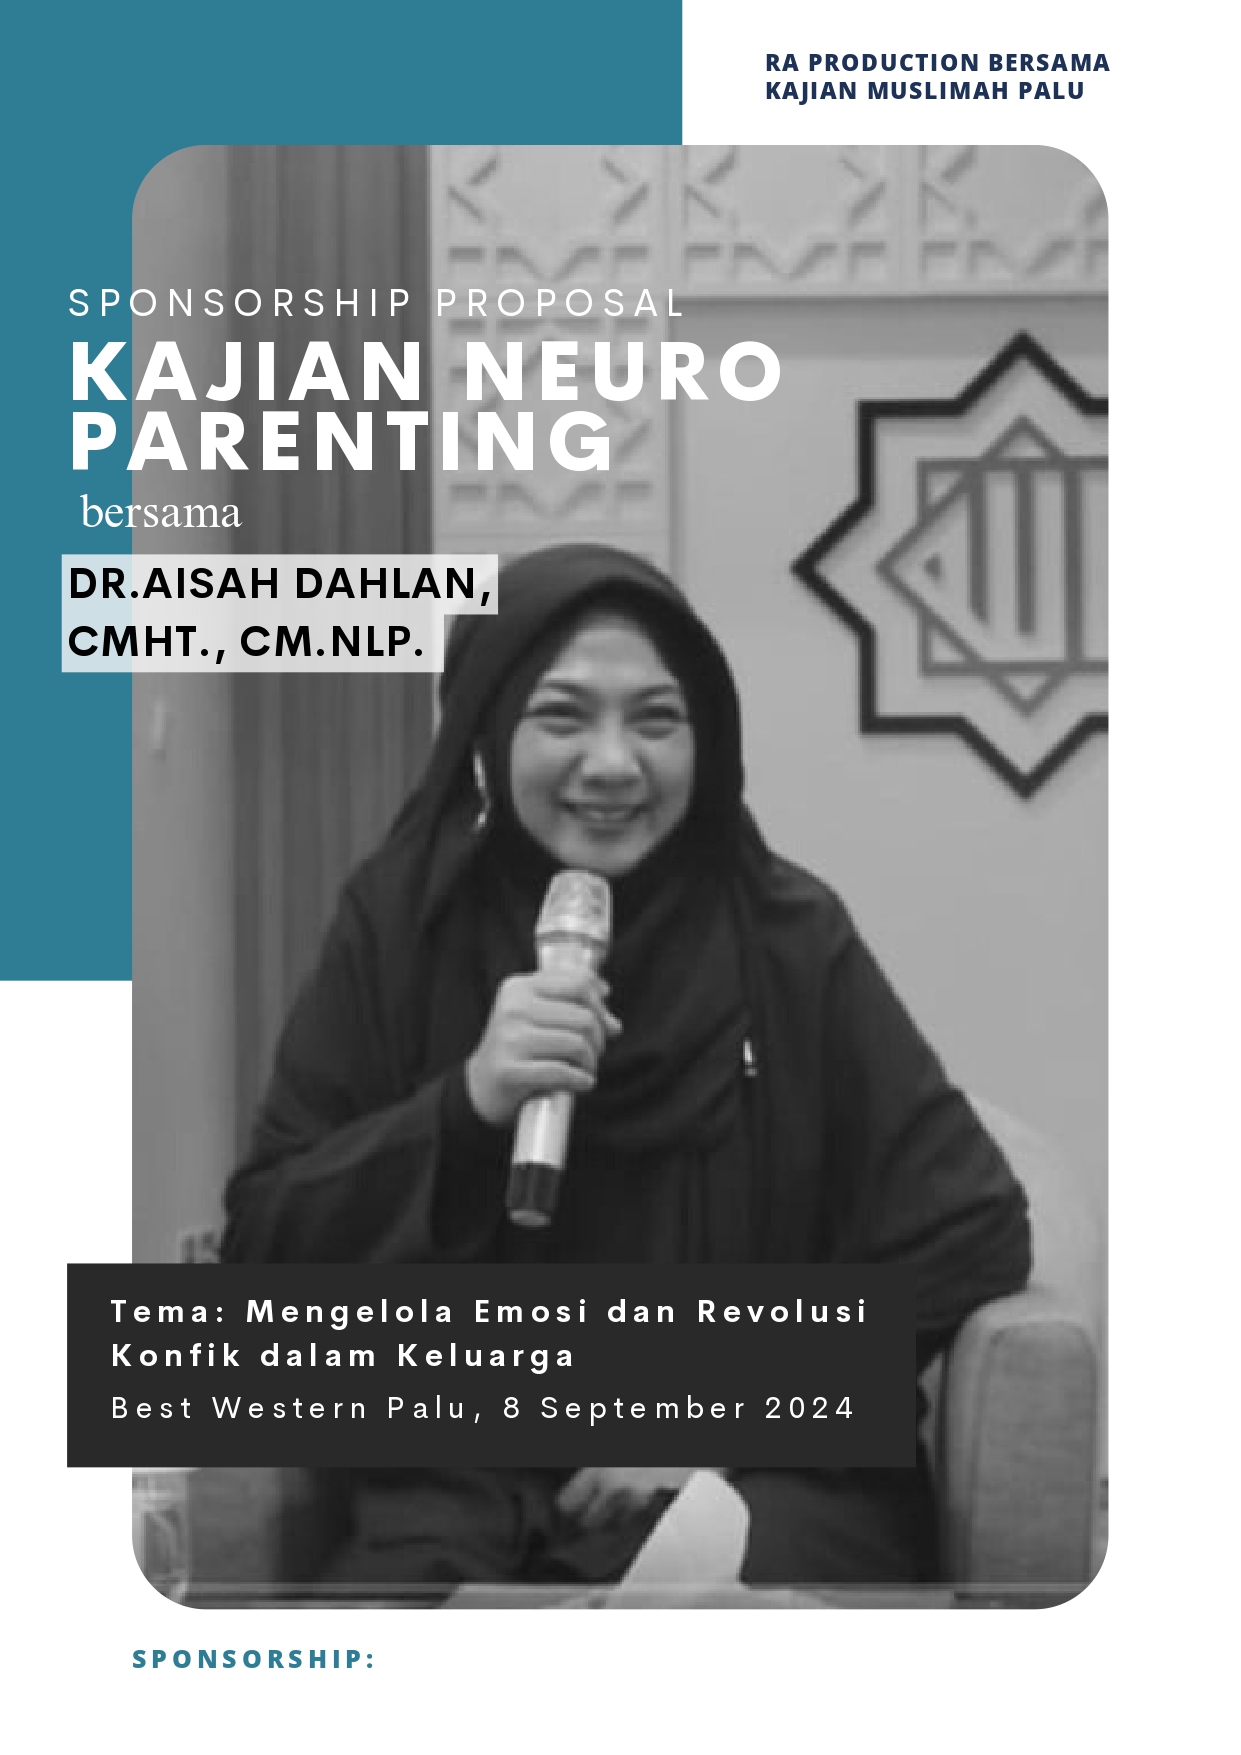 RA PRODUCTION BERSAMA
KAJIAN MUSLIMAH PALU
SPONSORSHIP PROPOSAL
KAJIAN NEURO
PARENTING
bersama
DR.AISAH DAHLAN,
CMHT., CM.NLP.
Tema: Mengelola Emosi dan Revolusi
Konfik dalam Keluarga
Best Western Palu, 8 September 2024
SPONSORSHIP: